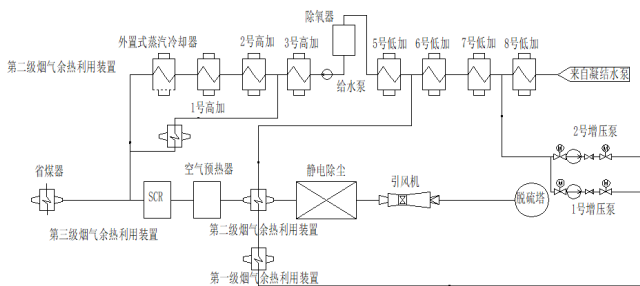 除氧器
外置式蒸汽冷却器
2号高加
3号高加
5号低加
6号低加
7号低加
8号低加
第二级烟气余热利用装置
来自凝结水泵
给水泵
1号高加
2号增压泵
M
M
省煤器
空气预热器
静电除尘
引风机
M
M
SCR
脱硫塔
1号增压泵
第三级烟气余热利用装置
第二级烟气余热利用装置
第一级烟气余热利用装置